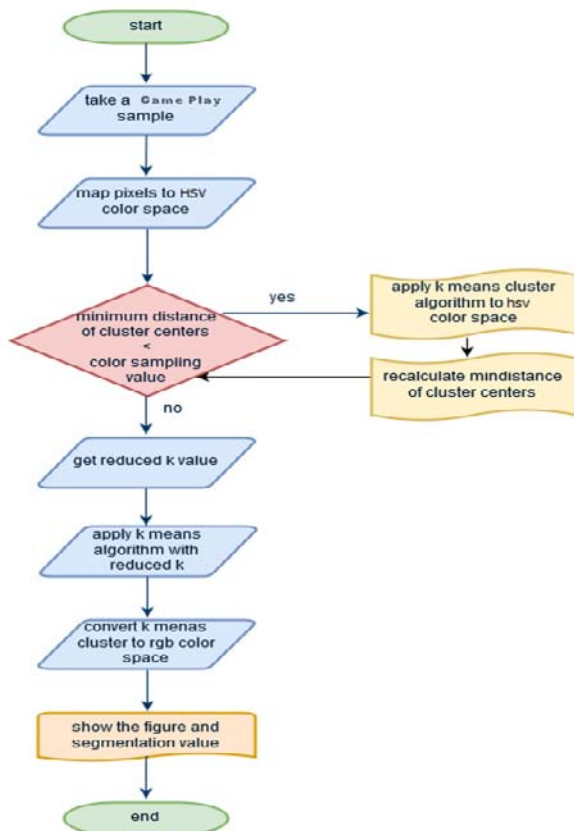 start
take a Game Play
sample
map pixels to HSV
color space
minimum distance
of cluster centers
<
color sampling
value
yes
apply k means cluster
algorithm to hsv
color space
recalculate mindistance
of cluster centers
no
get reduced k value
apply k means
algorithm with
reduced k
convert k menas
cluster to rgb color
space
show the figure and
segmentation value
end